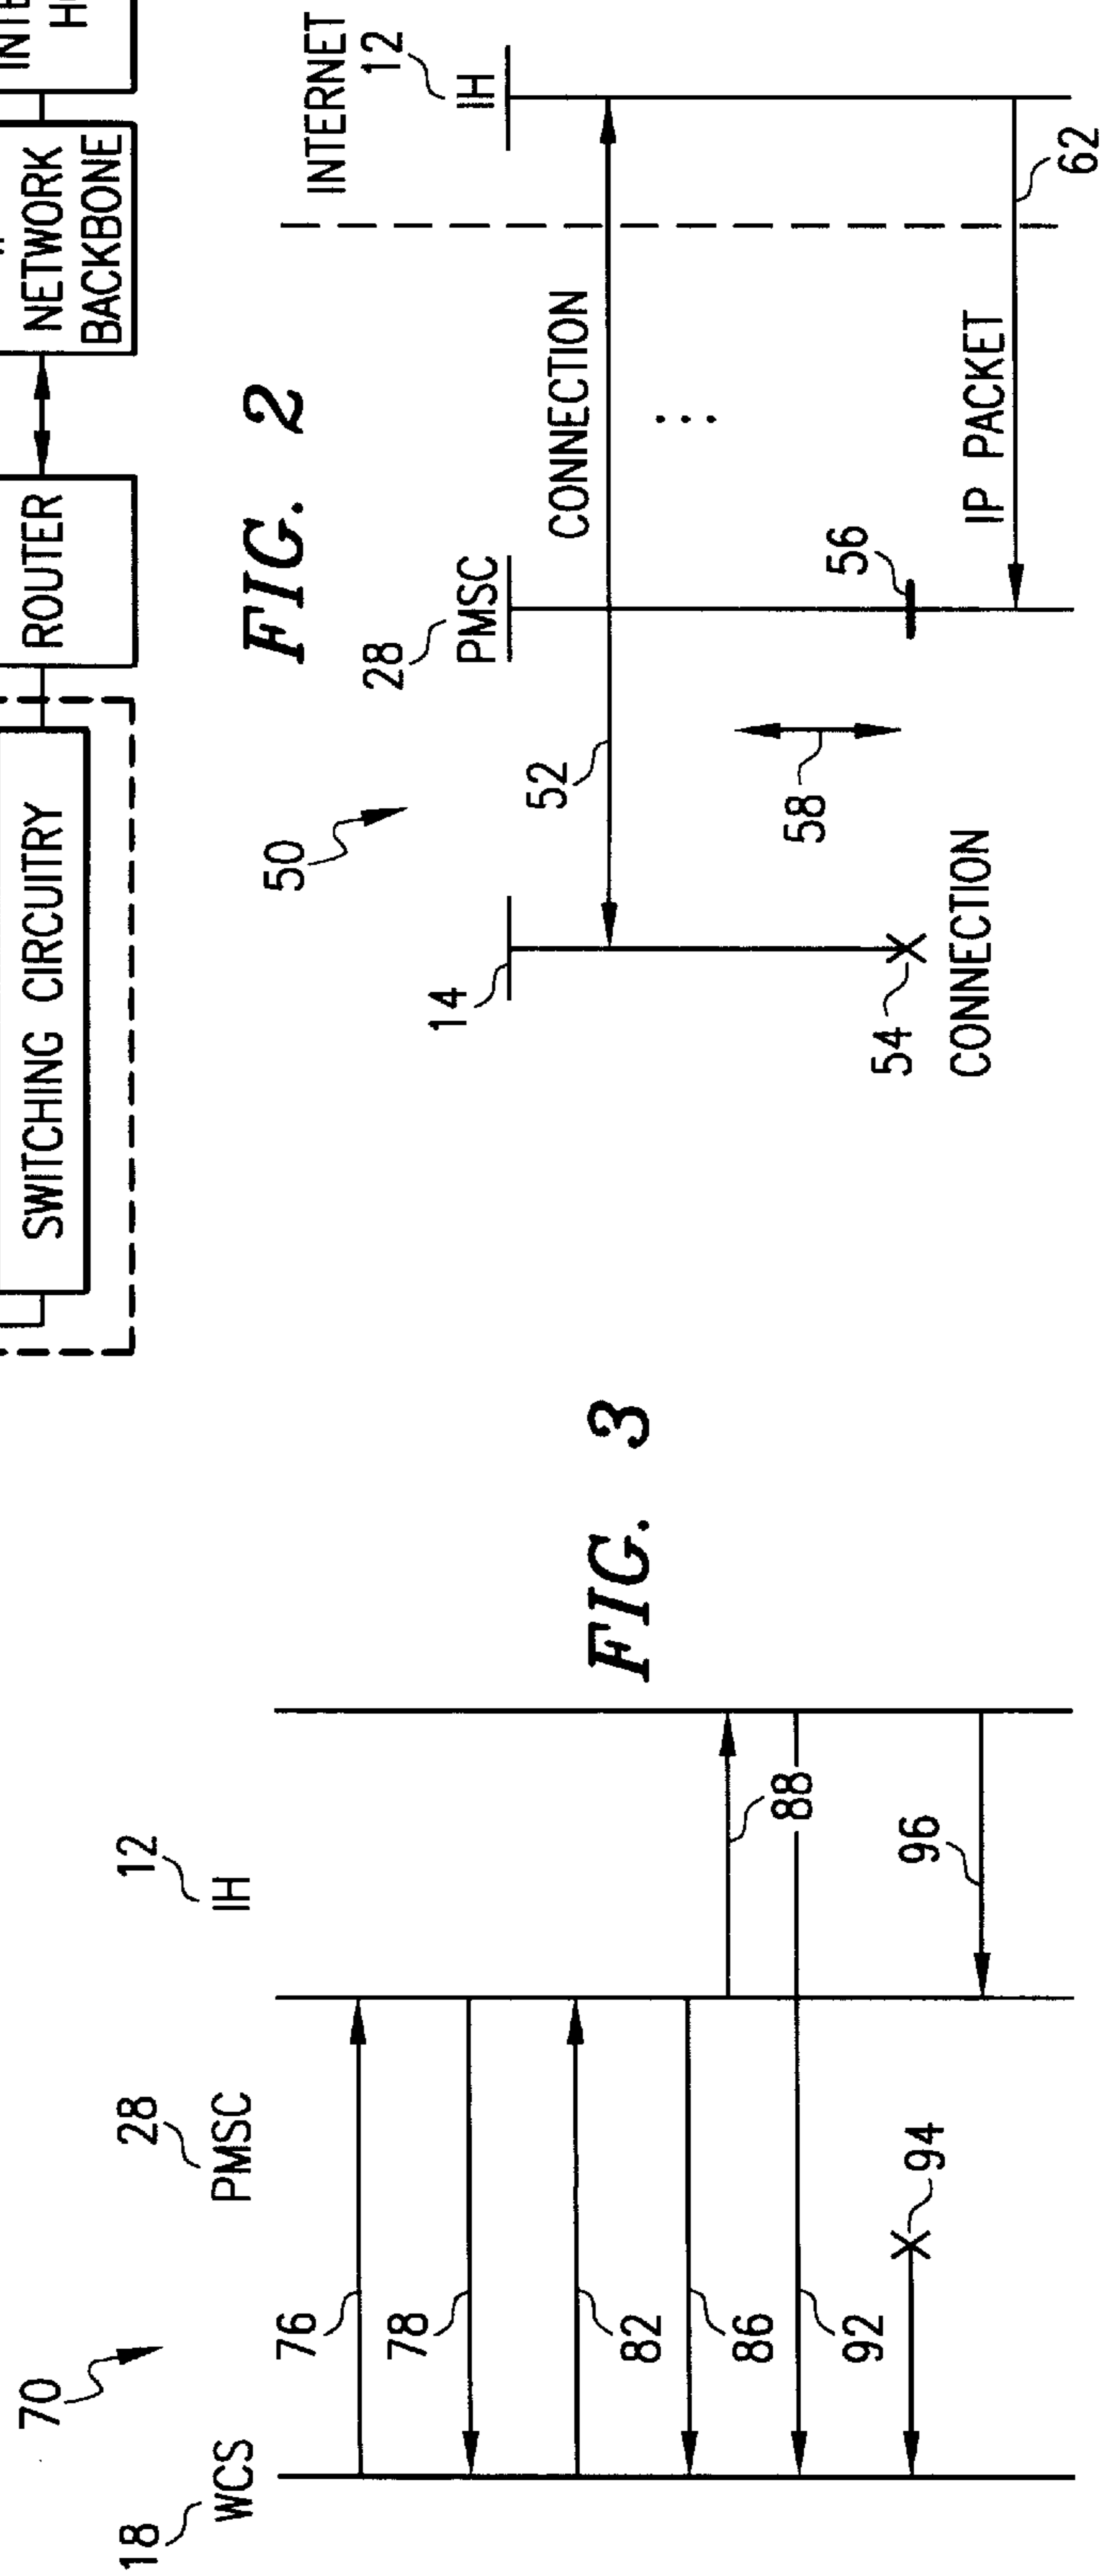 SWITCHING CIRCUITRY
ROUTER
NETWORK
BACKBONE
FIG. 2
50
14
28
PMSC
INTERNET
12
IH
52
CONNECTION
58
56
54
CONNECTION
IP PACKET
62
FIG. 3
70
18
WCS
28
PMSC
12
IH
76
78
82
86
88
92
94
96